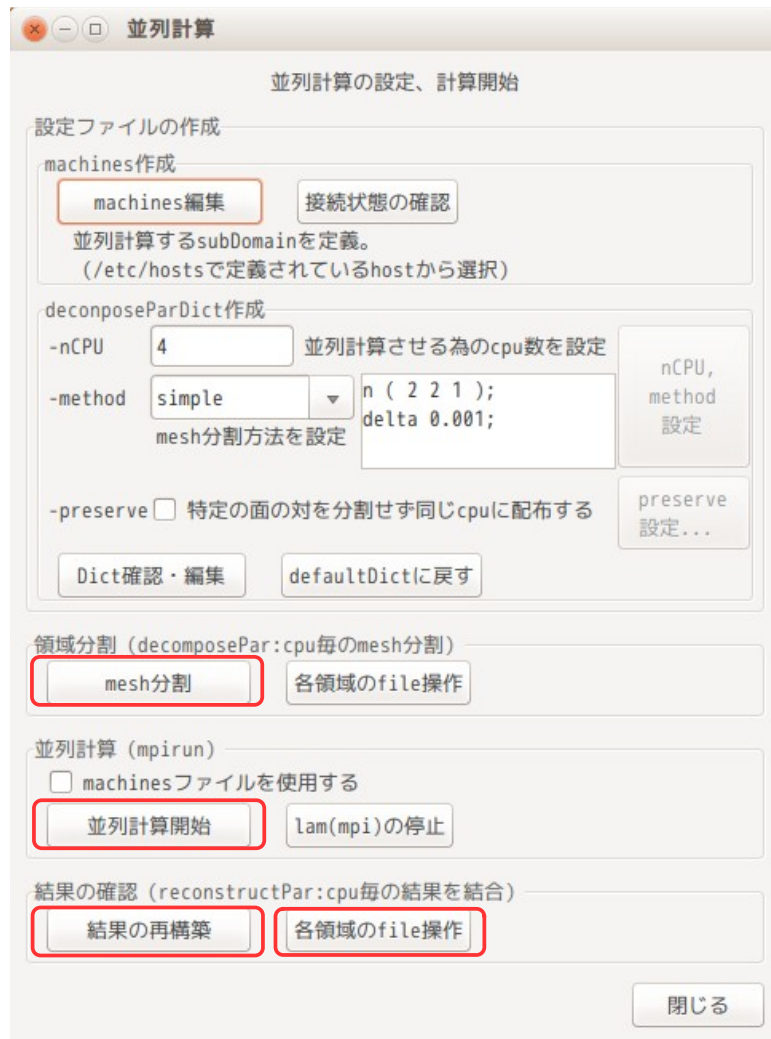 並列計算
並列計算の設定、計算開始
設定ファイルの作成
machines作成
machines編集
接続状態の確認
並列計算するsubDomainを定義。
(/etc/hostsで定義されているhostから選択)
deconposeParDict作成
-nCPU
4
並列計算させる為のcpu数を設定
-method
simple
n ( 2 2 1 );
delta 0.001;
mesh分割方法を設定
nCPU,
method
設定
-preserve
特定の面の対を分割せず同じcpuに配布する
preserve
設定...
Dict確認・編集
defaultDictに戻す
領域分割 (decomposePar:cpu毎のmesh分割)
mesh分割
各領域のfile操作
並列計算 (mpirun)
machinesファイルを使用する
並列計算開始
lam(mpi)の停止
結果の確認 (reconstructPar:cpu毎の結果を結合)
結果の再構築
各領域のfile操作
閉じる